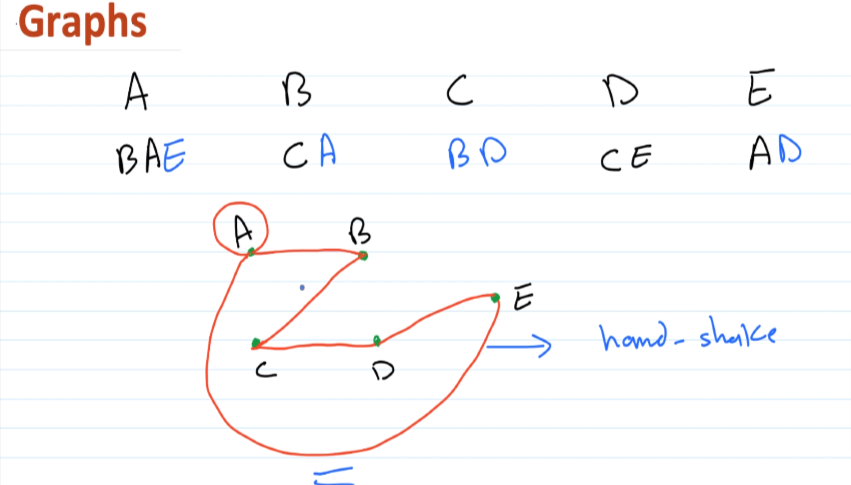 Graphs
A B C D E
BAE CA BD CE AD
A B
E
hand-shake
C D